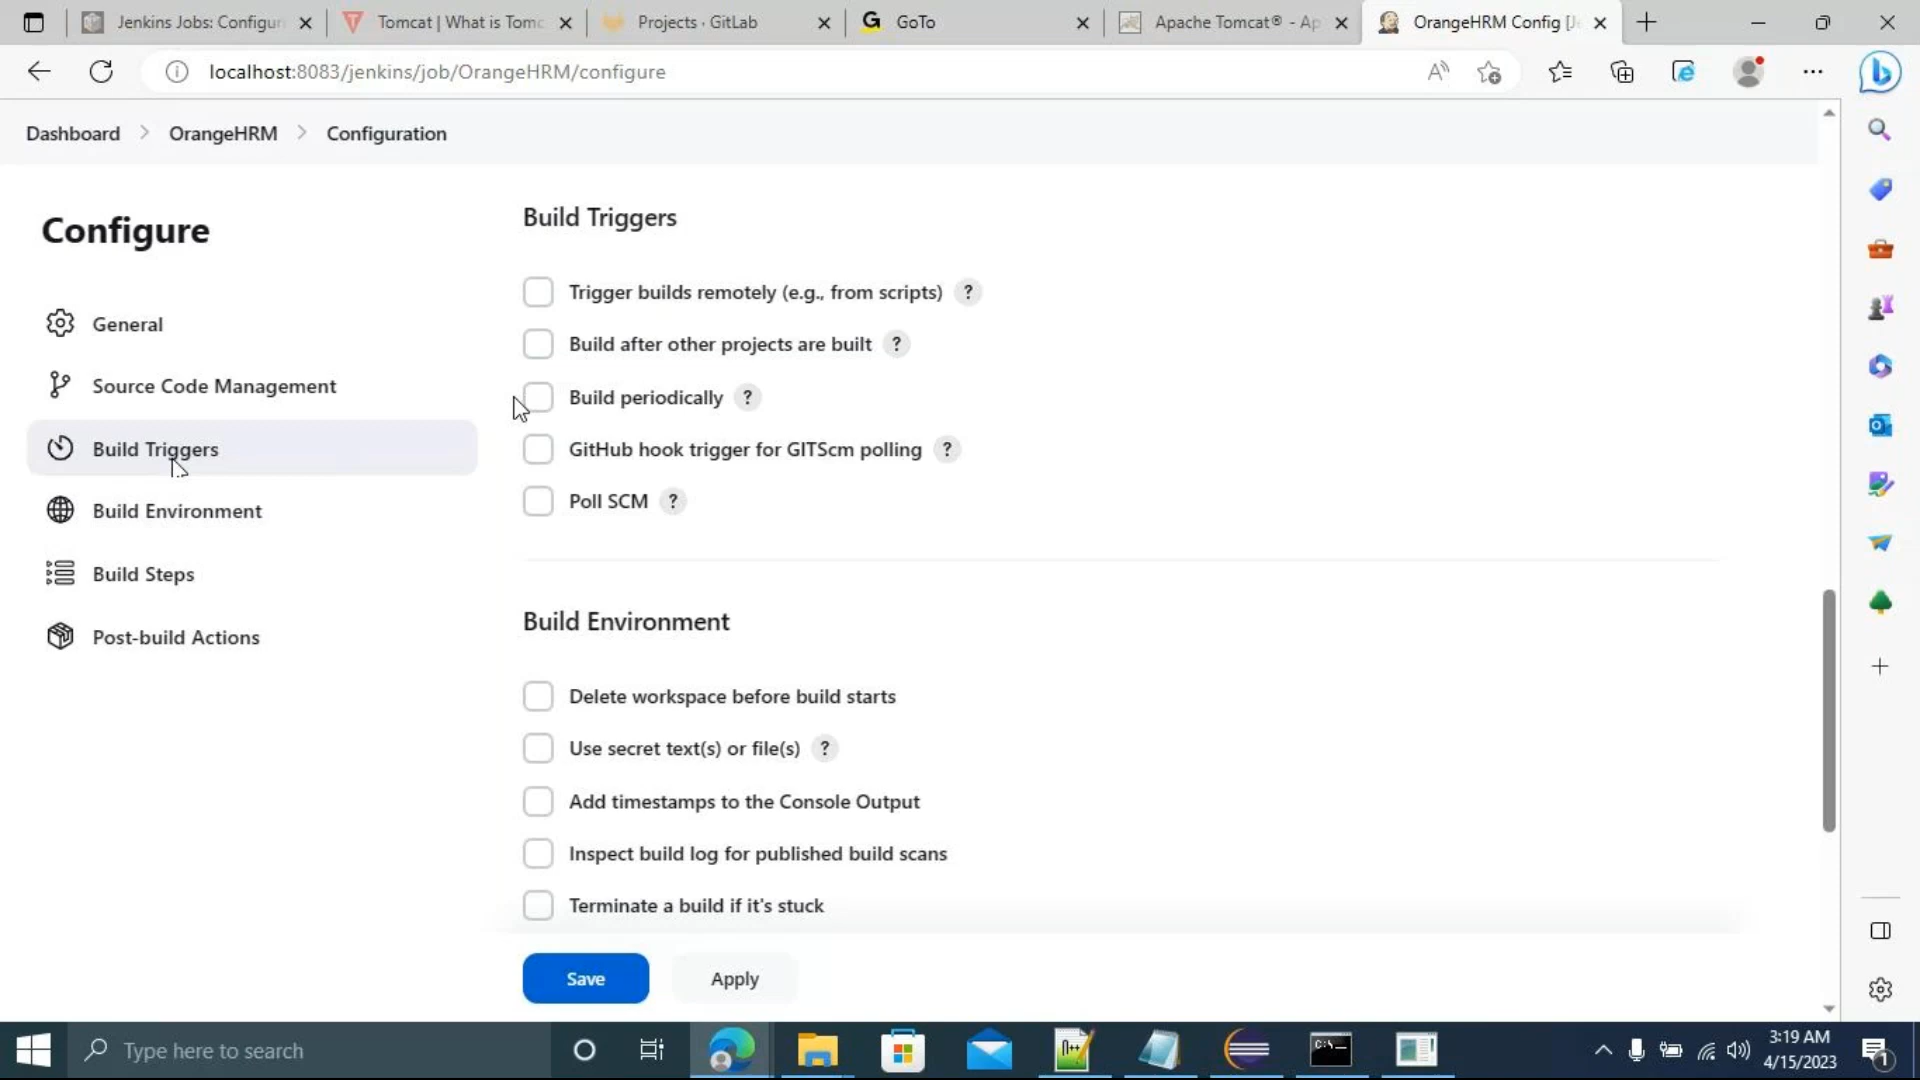 Jenkins Jobs: Configur
Tomcat | What is Tomc
Projects · GitLab
GoTo
Apache Tomcat® - Ap
OrangeHRM Config [J
localhost:8083/jenkins/job/OrangeHRM/configure
Dashboard > OrangeHRM > Configuration
Configure
General
Source Code Management
Build Triggers
Build Environment
Build Steps
Post-build Actions
Build Triggers
Trigger builds remotely (e.g., from scripts) ?
Build after other projects are built ?
Build periodically ?
GitHub hook trigger for GITScm polling ?
Poll SCM ?
Build Environment
Delete workspace before build starts
Use secret text(s) or file(s) ?
Add timestamps to the Console Output
Inspect build log for published build scans
Terminate a build if it's stuck
Save
Apply
Type here to search
3:19 AM
4/15/2023
1